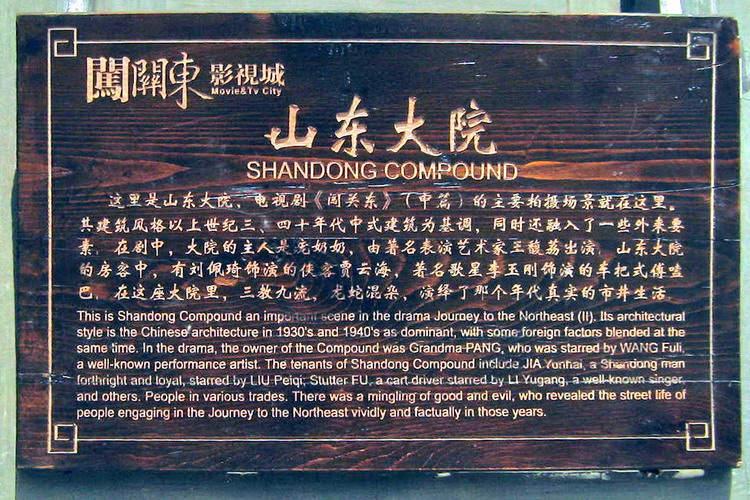 闖關東 影視城
Movie&Tv City
山东大院
SHANDONG COMPOUND
这里是山东大院，电视剧《闯关东》（中篇）的主要拍摄场景就在这里。
其建筑风格以上世纪三、四十年代中式建筑为基调，同时还融入了一些外来要
素。在剧中，大院的主人是庞奶奶，由著名表演艺术家王馥荔出演。山东大院
的房客中，有刘佩琦饰演的侠客贾云海，著名歌星李玉刚饰演的车把式傅嗑
巴。在这座大院里，三教九流，龙蛇混杂，演绎了那个年代真实的市井生活。
This is Shandong Compound an important scene in the drama Journey to the Northeast (II). Its architectural
style is the Chinese architecture in 1930's and 1940's as dominant, with some foreign factors blended at the
same time. In the drama, the owner of the Compound was Grandma PANG, who was starred by WANG Fuli,
a well-known performance artist. The tenants of Shandong Compound include JIA Yunhai, a Shandong man
forthright and loyal, starred by LIU Peiqi; Stutter FU, a cart driver starred by LI Yugang, a well-known singer,
and others. People in various trades. There was a mingling of good and evil, who revealed the street life of
people engaging in the Journey to the Northeast vividly and factually in those years.